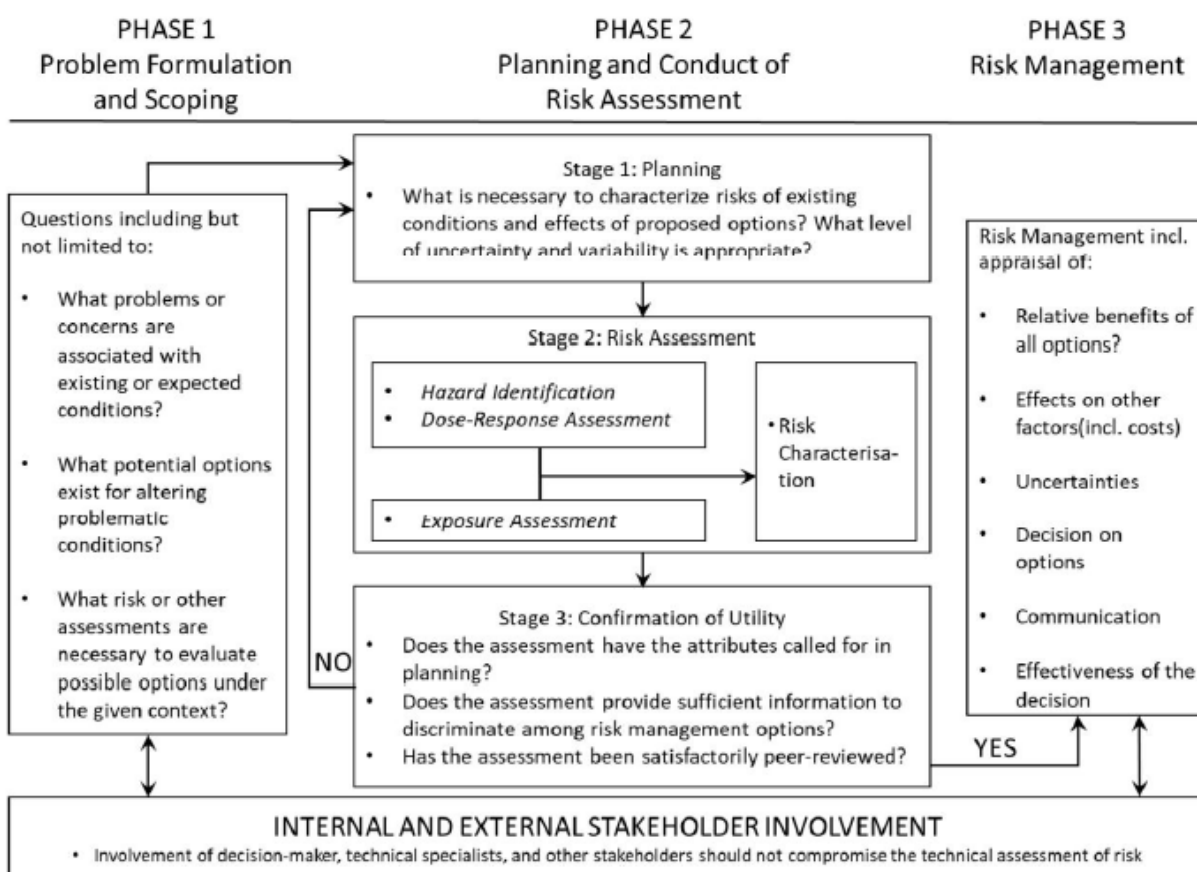 PHASE 1
Problem Formulation
and Scoping
PHASE 2
Planning and Conduct of
Risk Assessment
PHASE 3
Risk Management
Questions including but
not limited to:
• What problems or
concerns are
associated with
existing or expected
conditions?
• What potential options
exist for altering
problematic
conditions?
• What risk or other
assessments are
necessary to evaluate
possible options under
the given context?
Stage 1: Planning
• What is necessary to characterize risks of existing
conditions and effects of proposed options? What level
of uncertainty and variability is appropriate?
Stage 2: Risk Assessment
• Hazard Identification
• Dose-Response Assessment
• Exposure Assessment
• Risk
Characterisa-
tion
Stage 3: Confirmation of Utility
• Does the assessment have the attributes called for in
planning?
• Does the assessment provide sufficient information to
discriminate among risk management options?
• Has the assessment been satisfactorily peer-reviewed?
NO
YES
Risk Management incl.
appraisal of:
• Relative benefits of
all options?
• Effects on other
factors(incl. costs)
• Uncertainties
• Decision on
options
• Communication
• Effectiveness of the
decision
INTERNAL AND EXTERNAL STAKEHOLDER INVOLVEMENT
• Involvement of decision-maker, technical specialists, and other stakeholders should not compromise the technical assessment of risk